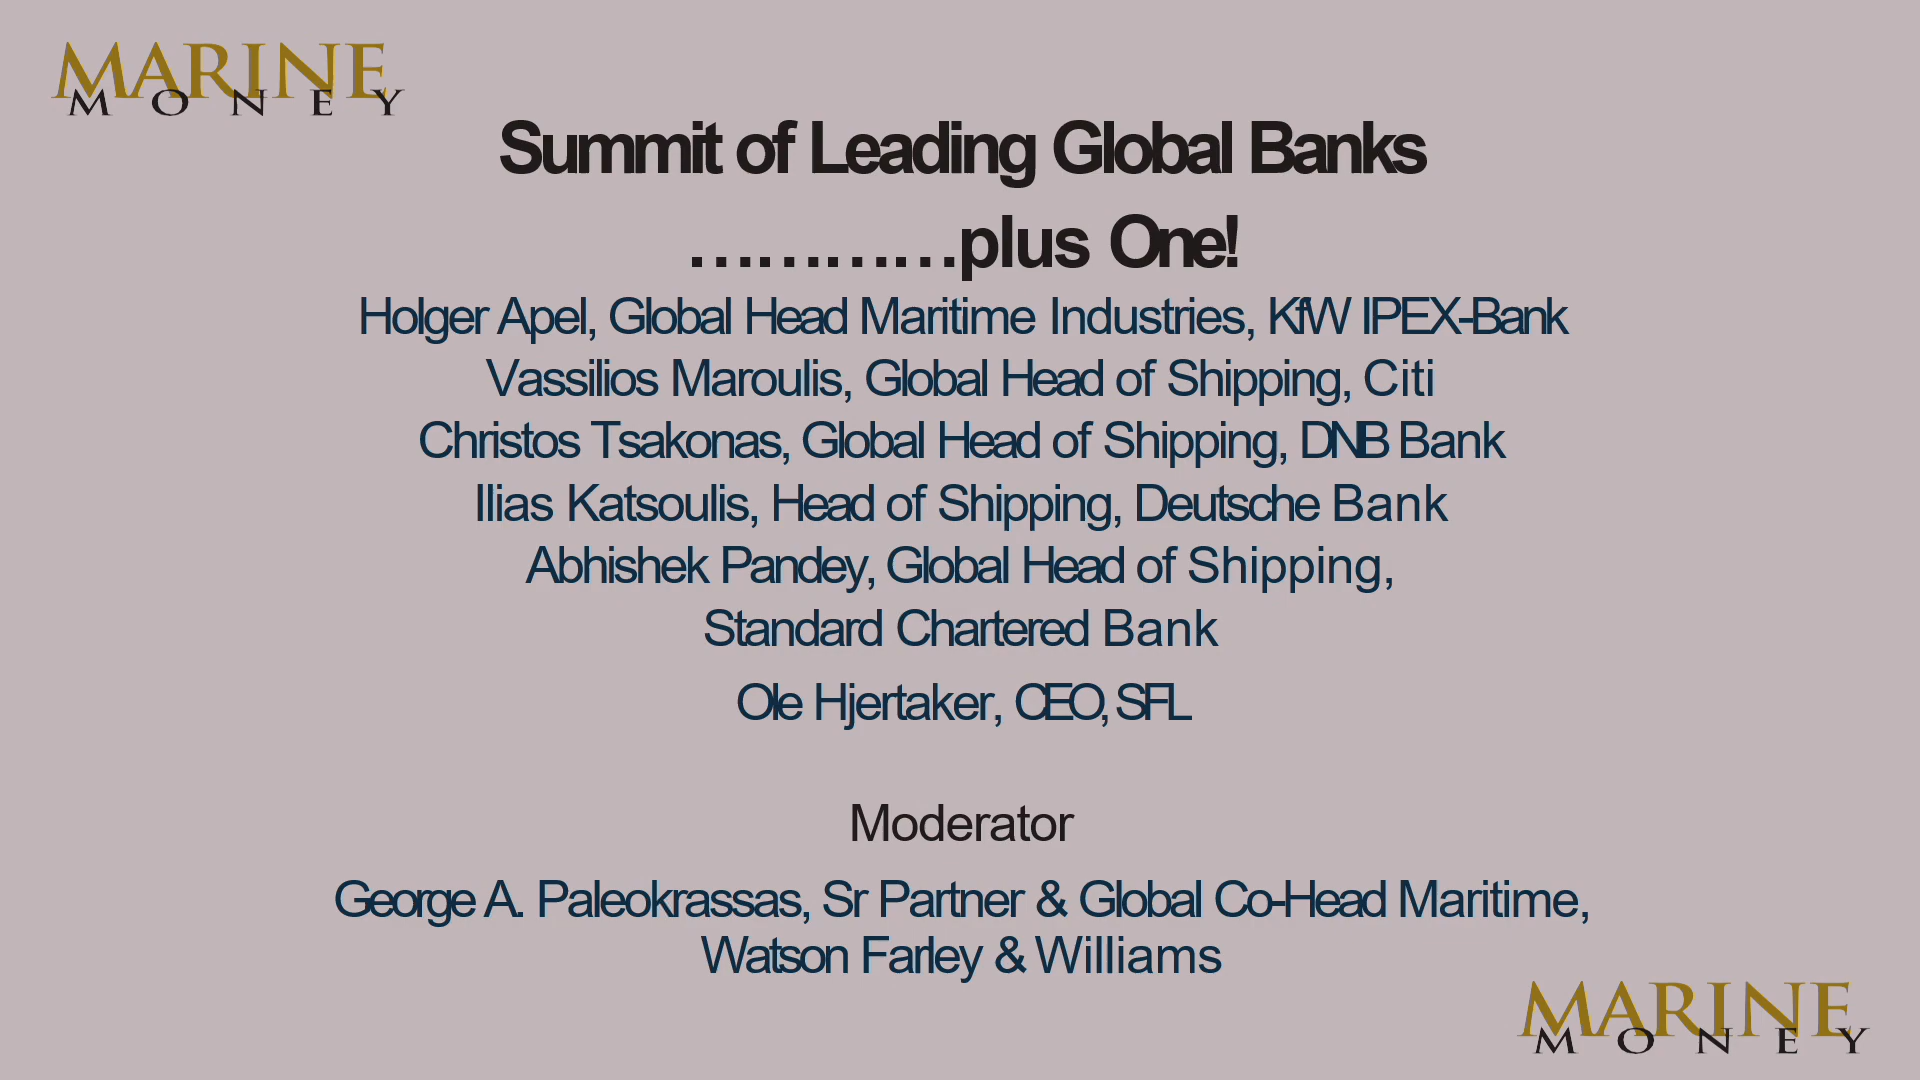 MARINE
MONEY
Summit of Leading Global Banks
…………plus One!
Holger Apel, Global Head Maritime Industries, KfW IPEX-Bank
Vassilios Maroulis, Global Head of Shipping, Citi
Christos Tsakonas, Global Head of Shipping, DNB Bank
Ilias Katsoulis, Head of Shipping, Deutsche Bank
Abhishek Pandey, Global Head of Shipping,
Standard Chartered Bank
Ole Hjertaker, CEO, SFL
Moderator
George A. Paleokrassas, Sr Partner & Global Co-Head Maritime,
Watson Farley & Williams
MARINE
MONEY